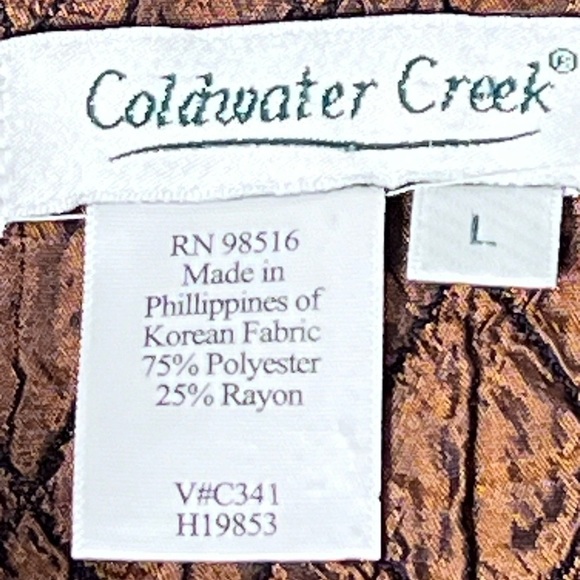 Coldwater Creek®
L
RN 98516
Made in
Phillippines of
Korean Fabric
75% Polyester
25% Rayon
V#C341
H19853